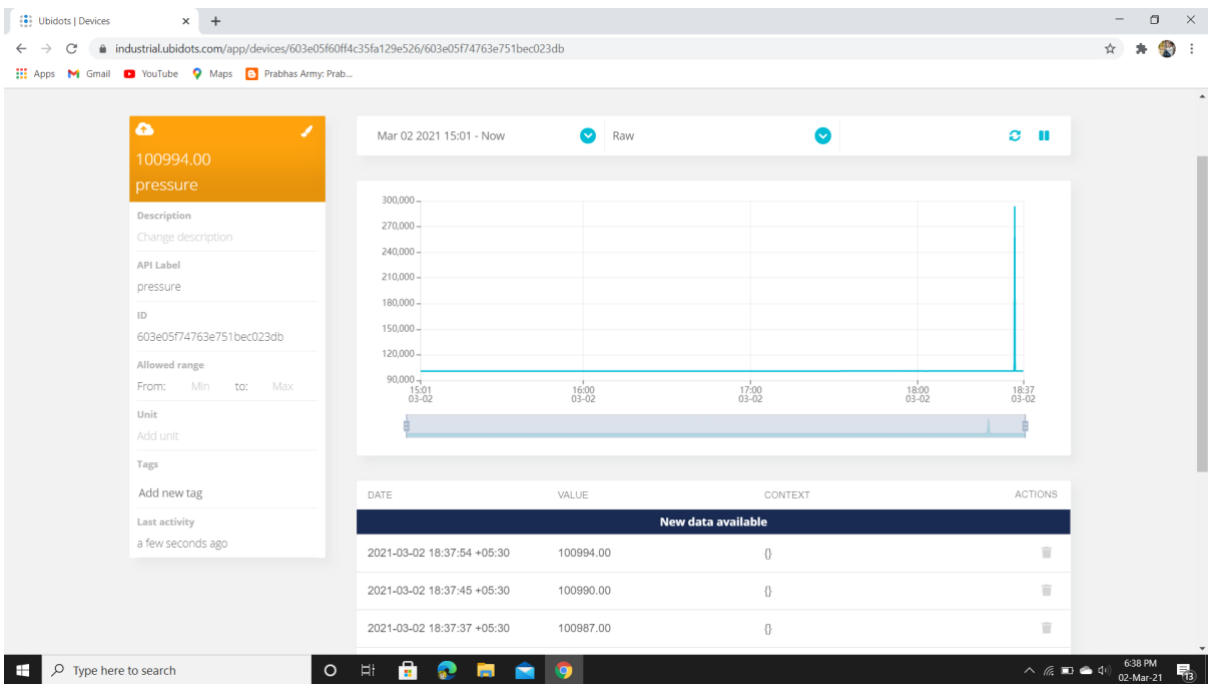 Ubidots | Devices
industrial.ubidots.com/app/devices/603e05f60ff4c35fa129e526/603e05f74763e751bec023db
Apps Gmail YouTube Maps Prabhas Army: Prab...
100994.00
pressure
Description
Change description
API Label
pressure
ID
603e05f74763e751bec023db
Allowed range
From: Min to: Max
Unit
Add unit
Tags
Add new tag
Last activity
a few seconds ago
Mar 02 2021 15:01 - Now Raw
300,000
270,000
240,000
210,000
180,000
150,000
120,000
90,000
15:01 16:00 17:00 18:00 18:37
03-02 03-02 03-02 03-02 03-02
DATE VALUE CONTEXT ACTIONS
New data available
2021-03-02 18:37:54 +05:30 100994.00 {}
2021-03-02 18:37:45 +05:30 100990.00 {}
2021-03-02 18:37:37 +05:30 100987.00 {}
Type here to search
6:38 PM
02-Mar-21
13